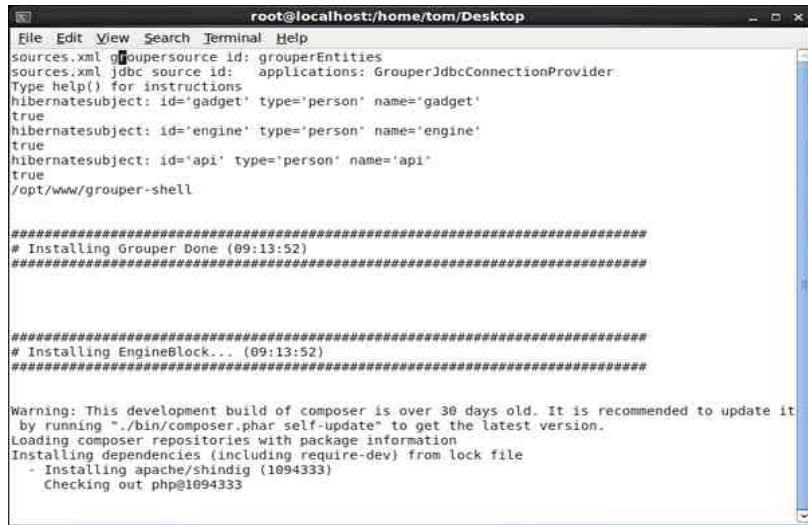 root@localhost:/home/tom/Desktop
File Edit View Search Terminal Help
sources.xml groupersource id: grouperEntities
sources.xml jdbc source id:   applications: GrouperJdbcConnectionProvider
Type help() for instructions
hibernatesubject: id='gadget' type='person' name='gadget'
true
hibernatesubject: id='engine' type='person' name='engine'
true
hibernatesubject: id='api' type='person' name='api'
true
/opt/www/grouper-shell
################################################################################
# Installing Grouper Done (09:13:52)
################################################################################
################################################################################
# Installing EngineBlock... (09:13:52)
################################################################################
Warning: This development build of composer is over 30 days old. It is recommended to update it
 by running "./bin/composer.phar self-update" to get the latest version.
Loading composer repositories with package information
Installing dependencies (including require-dev) from lock file
  - Installing apache/shindig (1094333)
    Checking out php@1094333